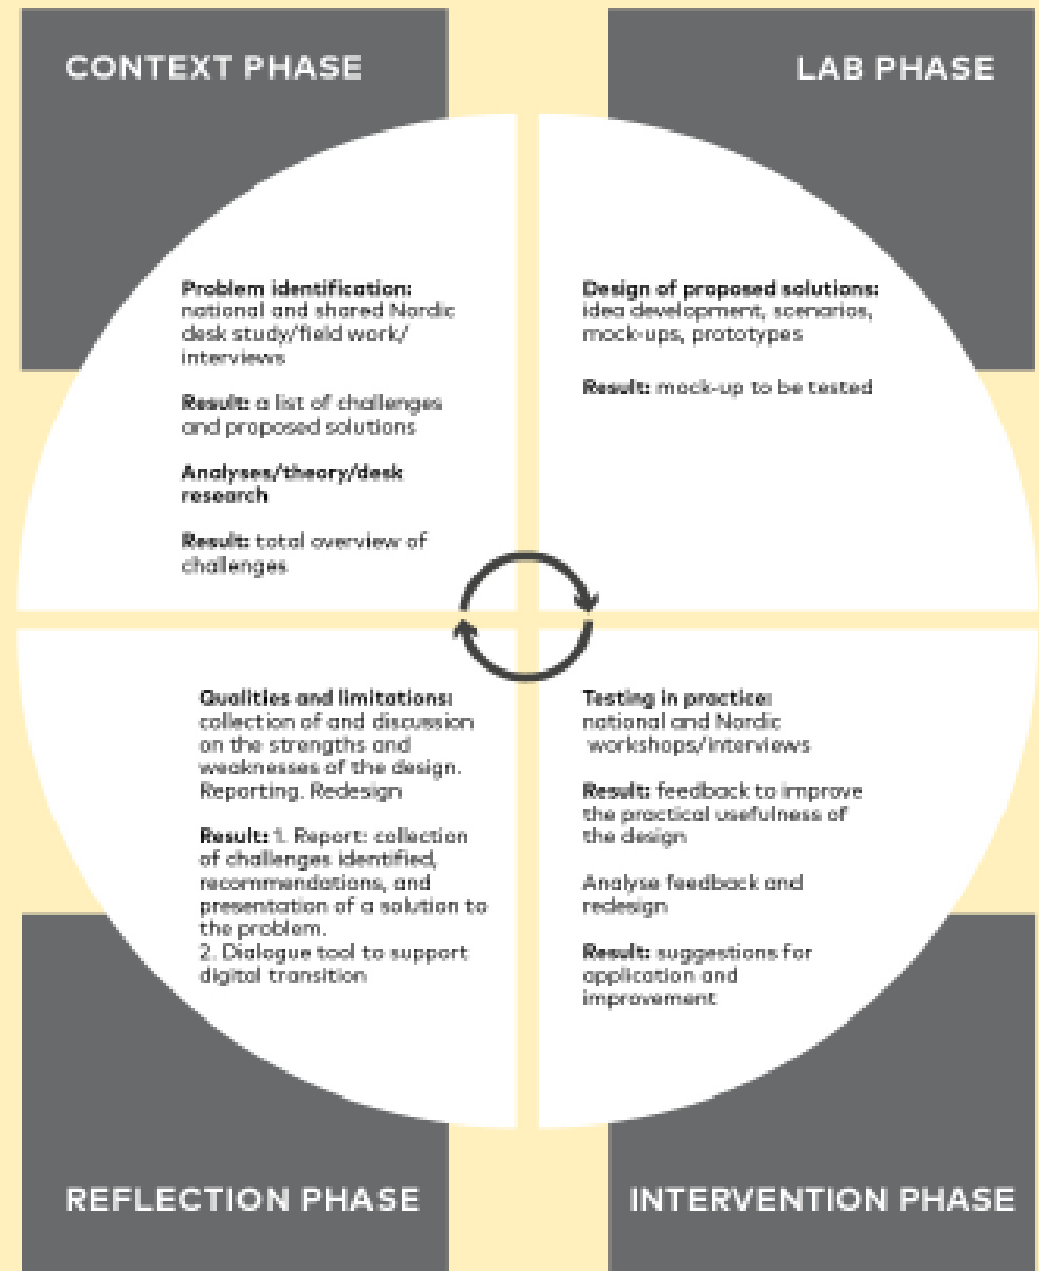 CONTEXT PHASE
Problem identification:
national and shared Nordic
desk study/field work/
interviews
Result: a list of challenges
and proposed solutions
Analyses/theory/desk
research
Result: total overview of
challenges
LAB PHASE
Design of proposed solutions:
idea development, scenarios,
mock-ups, prototypes
Result: mock-up to be tested
Qualities and limitations:
collection of and discussion
on the strengths and
weaknesses of the design.
Reporting. Redesign
Result: 1. Report: collection
of challenges identified,
recommendations, and
presentation of a solution to
the problem.
2. Dialogue tool to support
digital transition
REFLECTION PHASE
Testing in practice:
national and Nordic
workshops/interviews
Result: feedback to improve
the practical usefulness of
the design
Analyse feedback and
redesign
Result: suggestions for
application and
improvement
INTERVENTION PHASE